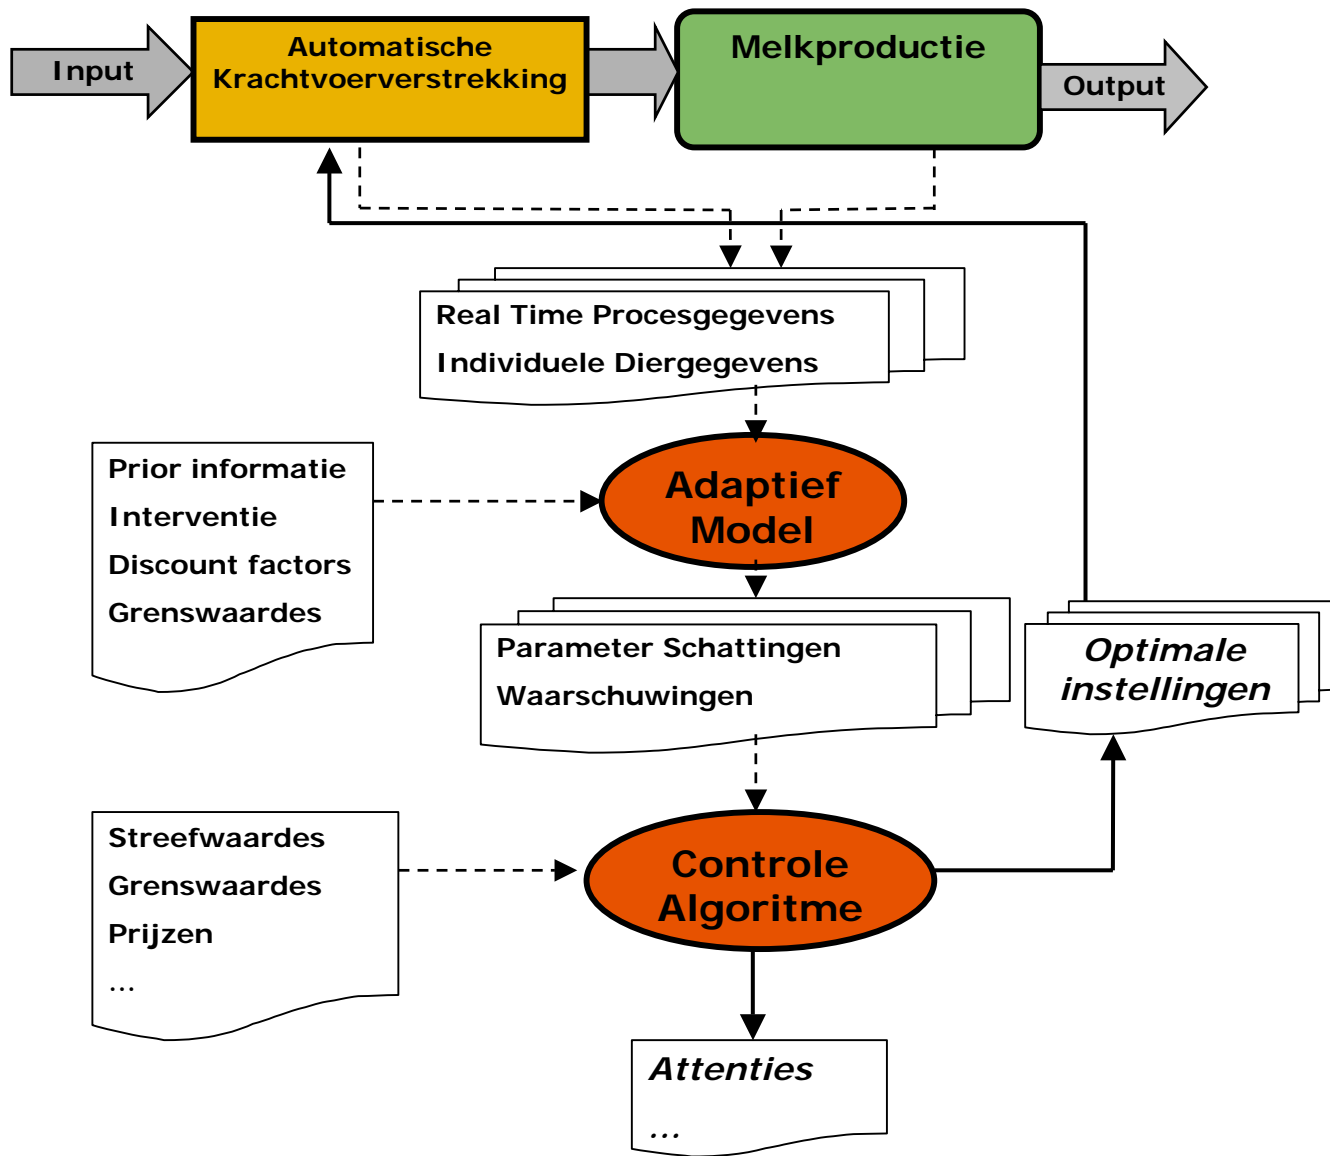 Input
Automatische
Krachtvoerverstrekking
Melkproductie
Output
Real Time Procesgegevens
Individuele Diergegevens
Prior informatie
Interventie
Discount factors
Grenswaardes
Adaptief
Model
Parameter Schattingen
Waarschuwingen
Optimale
instellingen
Streefwaardes
Grenswaardes
Prijzen
...
Controle
Algoritme
Attenties
...